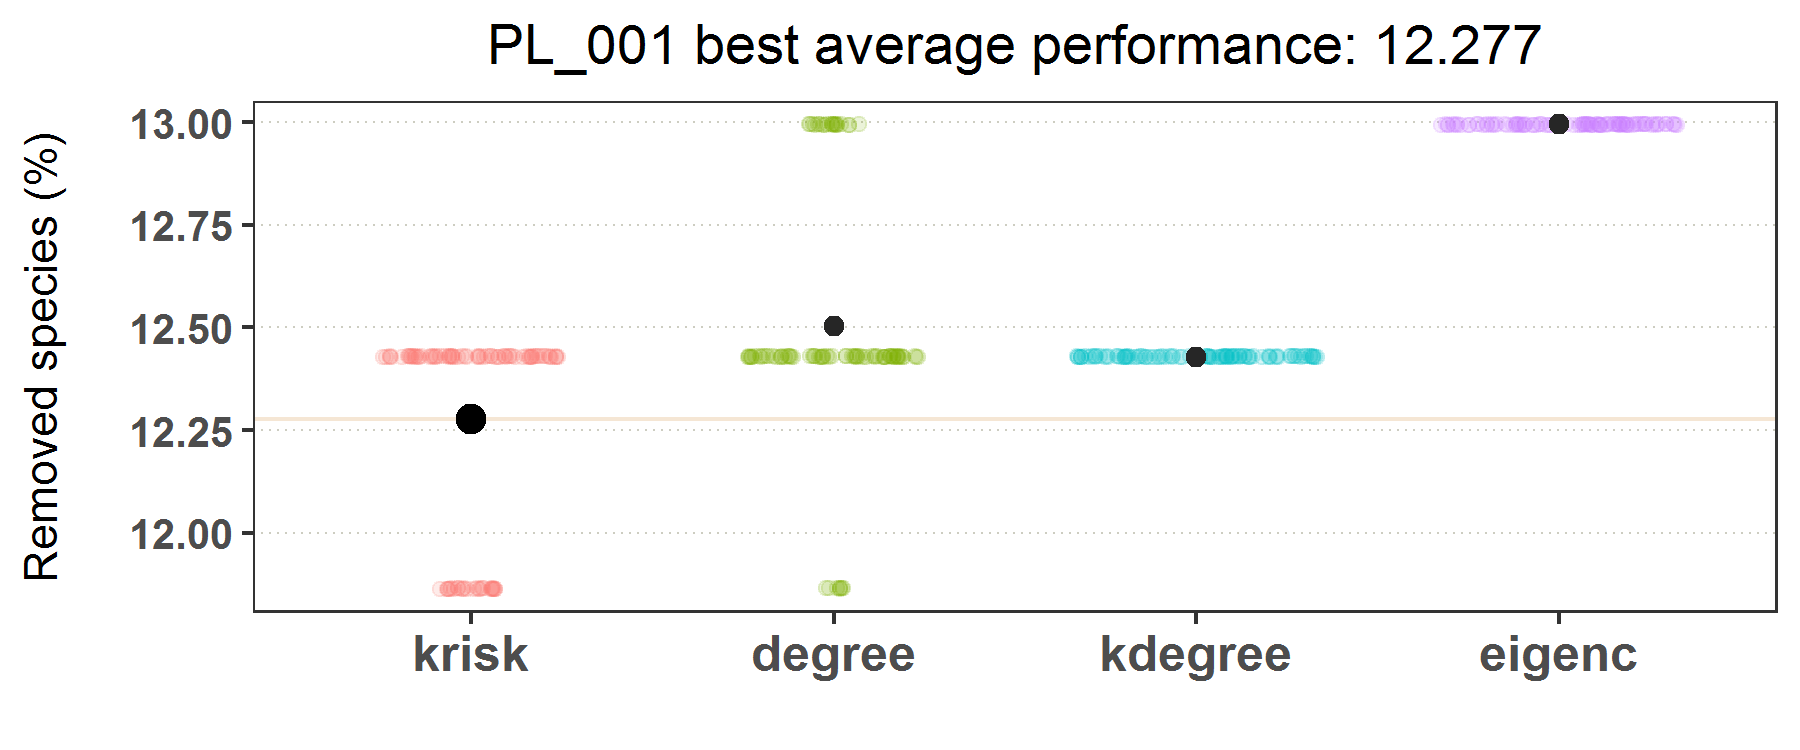 PL_001 best average performance: 12.277
Removed species (%)
13.00
12.75
12.50
12.25
12.00
krisk degree kdegree eigenc